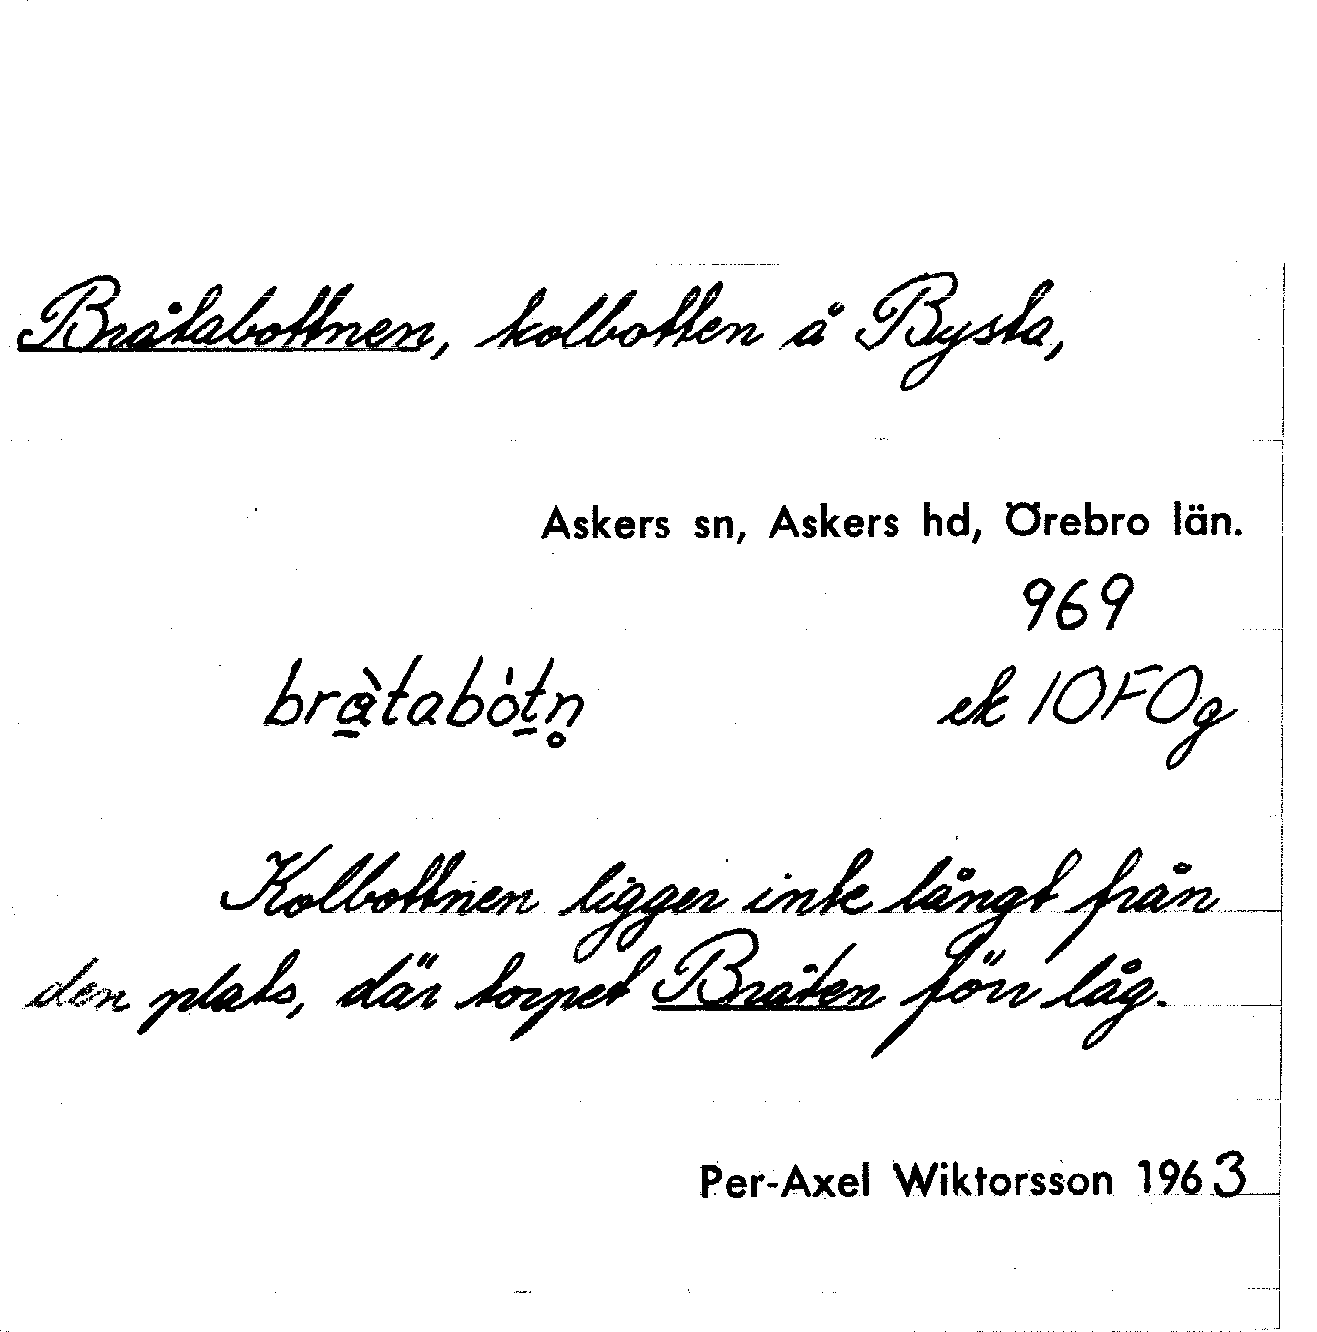 Bråtabottnen, kolbotten å Bysta,
Askers sn, Askers hd, Örebro län.
969
bràtabòtn̥ ek 10F0g
Kolbottnen ligger inte långt från
den plats, där torpet Bråten förr låg.
Per-Axel Wiktorsson 1963